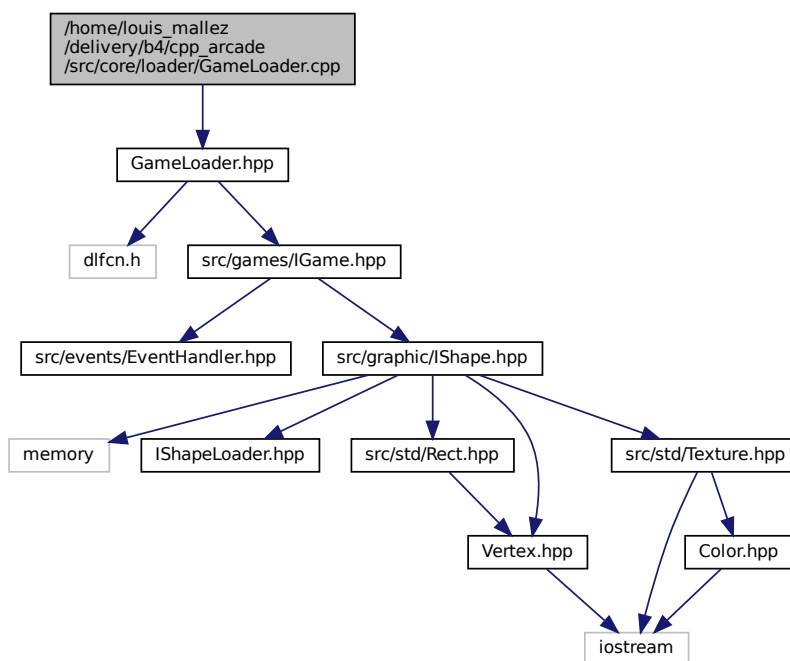 /home/louis_mallez
/delivery/b4/cpp_arcade
/src/core/loader/GameLoader.cpp
GameLoader.hpp
dlfcn.h
src/games/IGame.hpp
src/events/EventHandler.hpp
src/graphic/IShape.hpp
memory
IShapeLoader.hpp
src/std/Rect.hpp
src/std/Texture.hpp
Vertex.hpp
Color.hpp
iostream